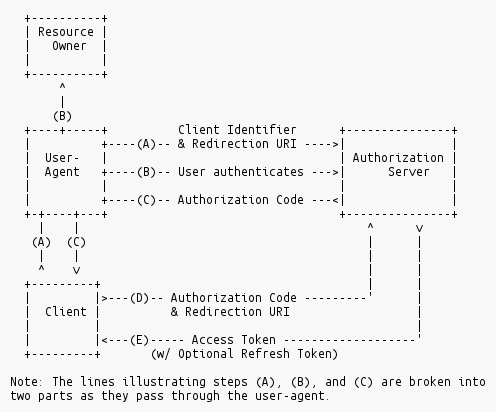 Resource
Owner
(B)
Client Identifier
(A) & Redirection URI
User-
Agent
(B) User authenticates
Authorization
Server
(C) Authorization Code
(A) (C)
Client
(D) Authorization Code
& Redirection URI
(E) Access Token
(w/ Optional Refresh Token)
Note: The lines illustrating steps (A), (B), and (C) are broken into
two parts as they pass through the user-agent.